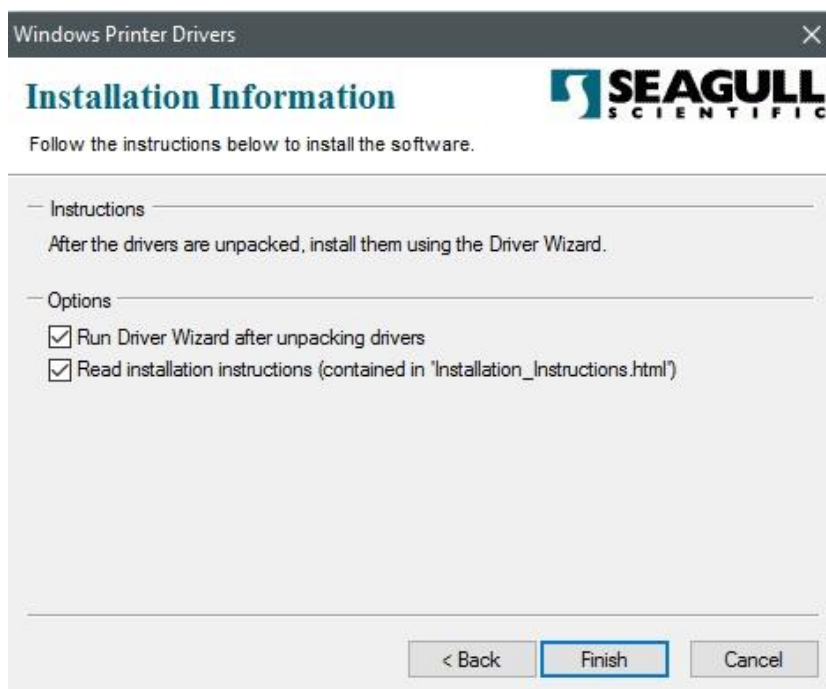 Windows Printer Drivers
Installation Information
SEAGULL
SCIENTIFIC
Follow the instructions below to install the software.
Instructions
After the drivers are unpacked, install them using the Driver Wizard.
Options
Run Driver Wizard after unpacking drivers
Read installation instructions (contained in 'Installation_Instructions.html')
< Back
Finish
Cancel